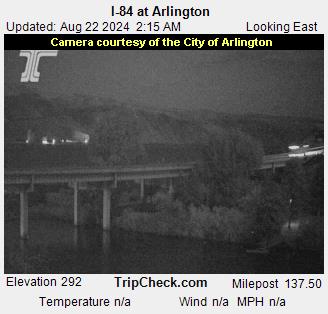 I-84 at Arlington
Updated: Aug 22 2024 2:15 AM Looking East
Camera courtesy of the City of Arlington
Elevation 292 TripCheck.com Milepost 137.50
Temperature n/a Wind n/a MPH n/a